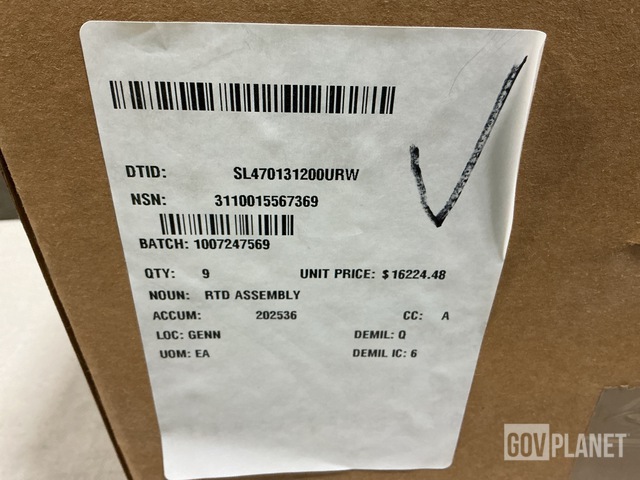 DTID: SL470131200URW
NSN: 3110015567369
BATCH: 1007247569
QTY: 9 UNIT PRICE: $16224.48
NOUN: RTD ASSEMBLY
ACCUM: 202536 CC: A
LOC: GENN DEMIL: Q
UOM: EA DEMIL IC: 6
GOVPLANET